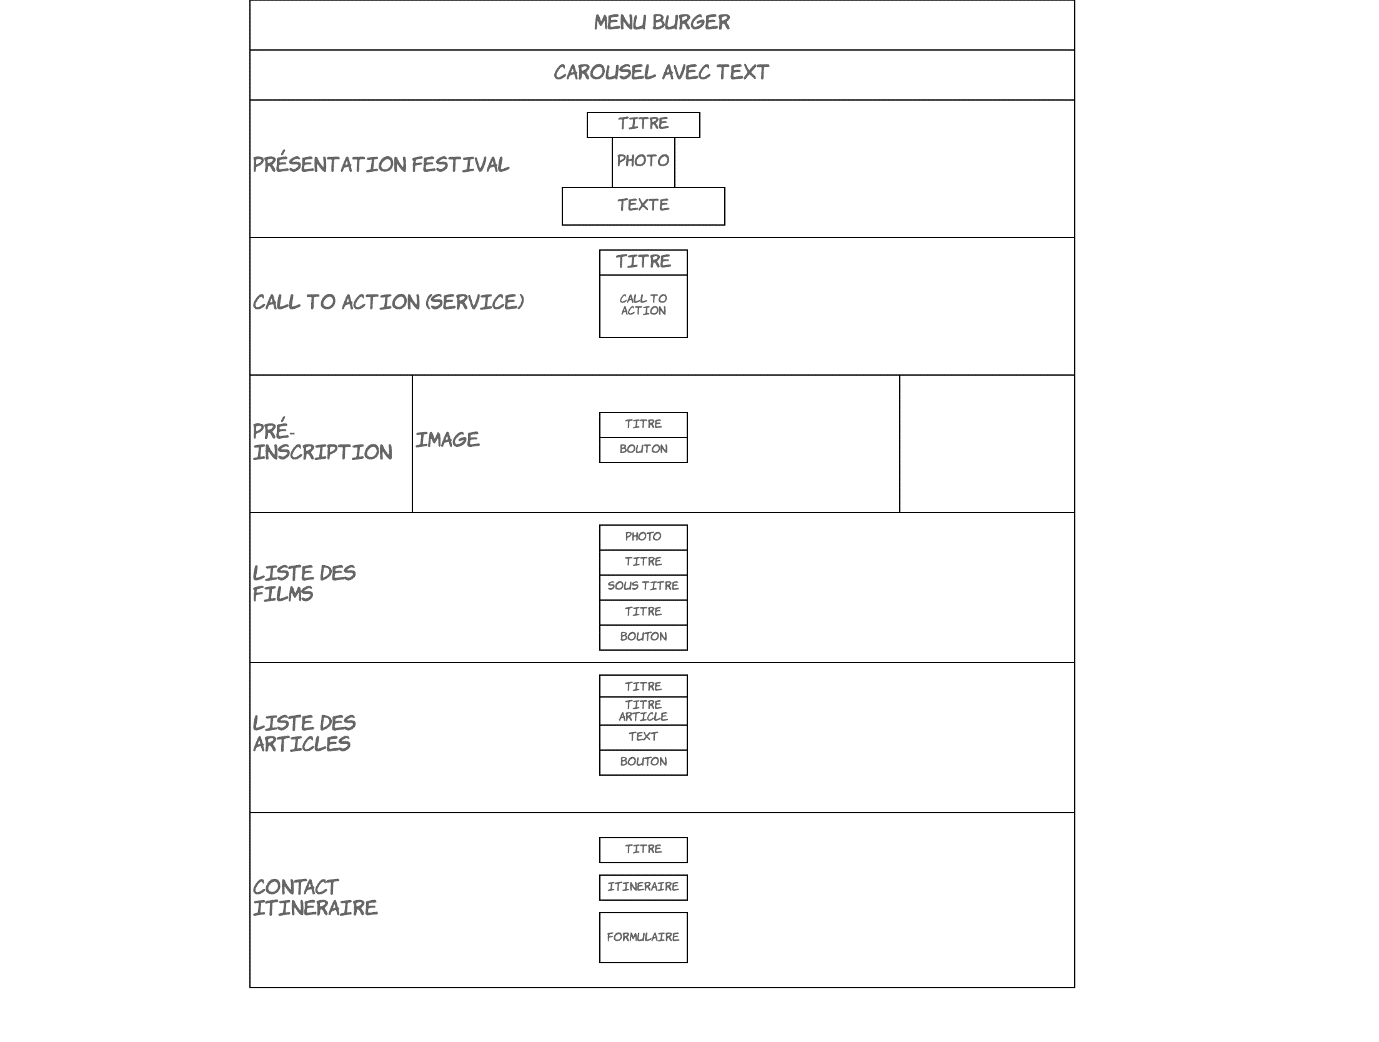 MENU BURGER
CAROUSEL AVEC TEXT
PRÉSENTATION FESTIVAL
TITRE
PHOTO
TEXTE
CALL TO ACTION (SERVICE)
TITRE
CALL TO
ACTION
PRÉ-
INSCRIPTION
IMAGE
TITRE
BOUTON
LISTE DES
FILMS
PHOTO
TITRE
SOUS TITRE
TITRE
BOUTON
LISTE DES
ARTICLES
TITRE
TITRE
ARTICLE
TEXT
BOUTON
CONTACT
ITINERAIRE
TITRE
ITINERAIRE
FORMULAIRE